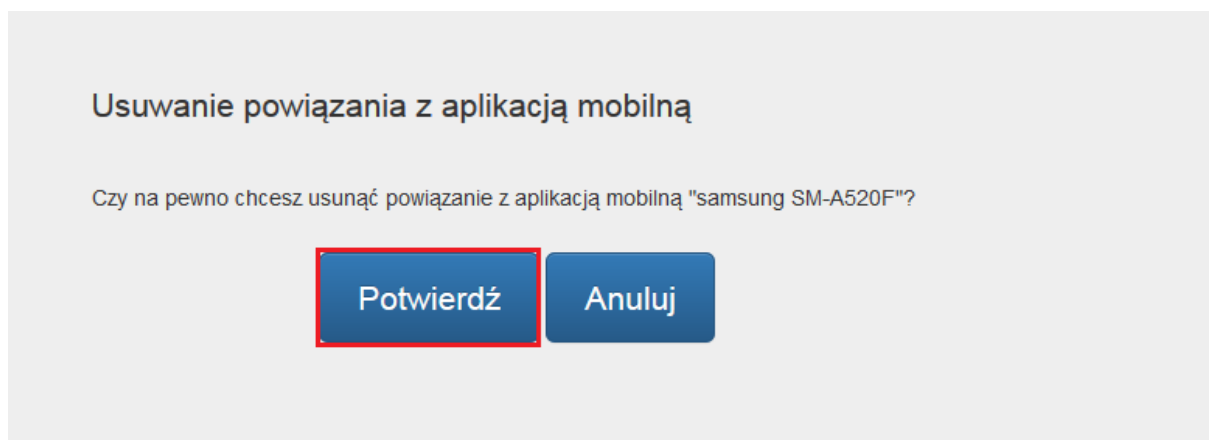 Usuwanie powiązania z aplikacją mobilną
Czy na pewno chcesz usunąć powiązanie z aplikacją mobilną "samsung SM-A520F"?
Potwierdź Anuluj